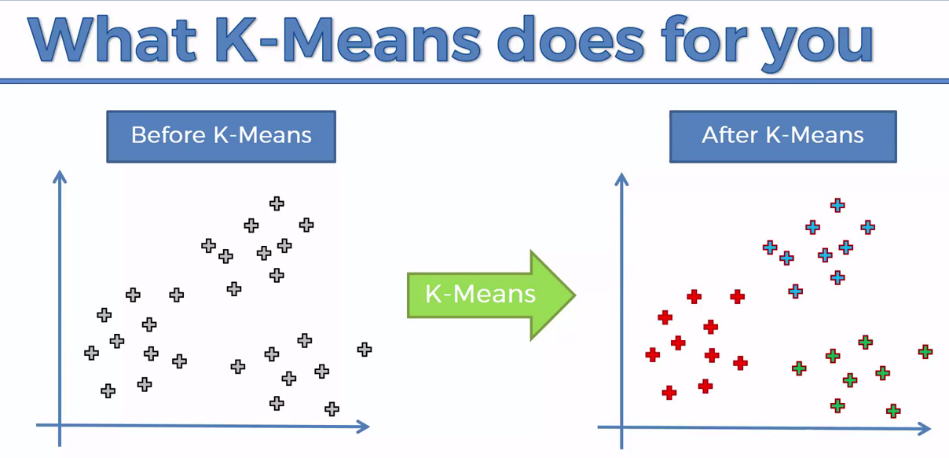 What K-Means does for you
Before K-Means
After K-Means
K-Means